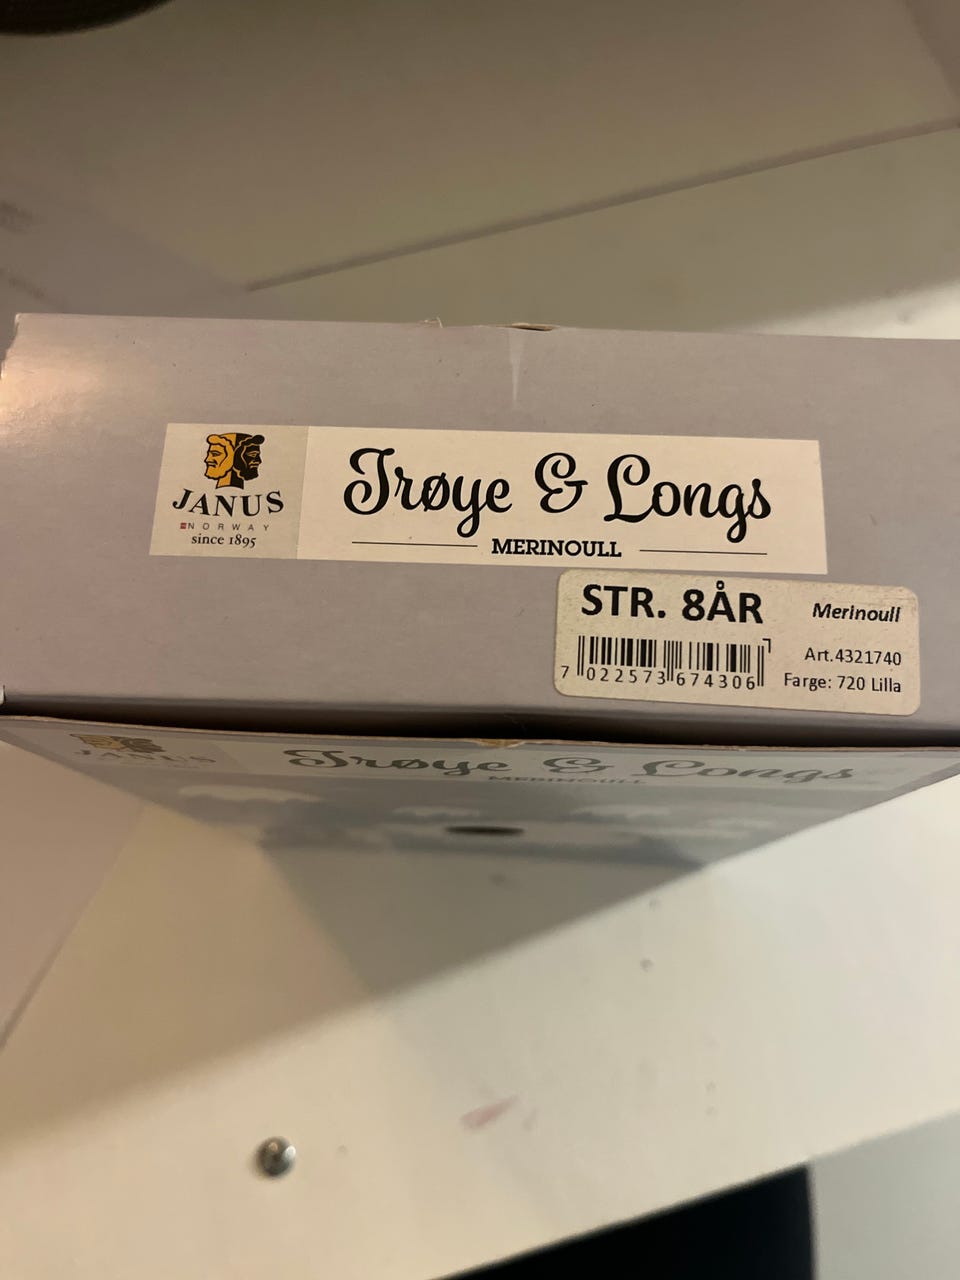 JANUS
NORWAY
since 1895
Trøye & Longs
MERINOULL
STR. 8ÅR
Merinoull
7 022573 674306
Art.4321740
Farge: 720 Lilla
JANUS
Trøye & Longs
MERINOULL